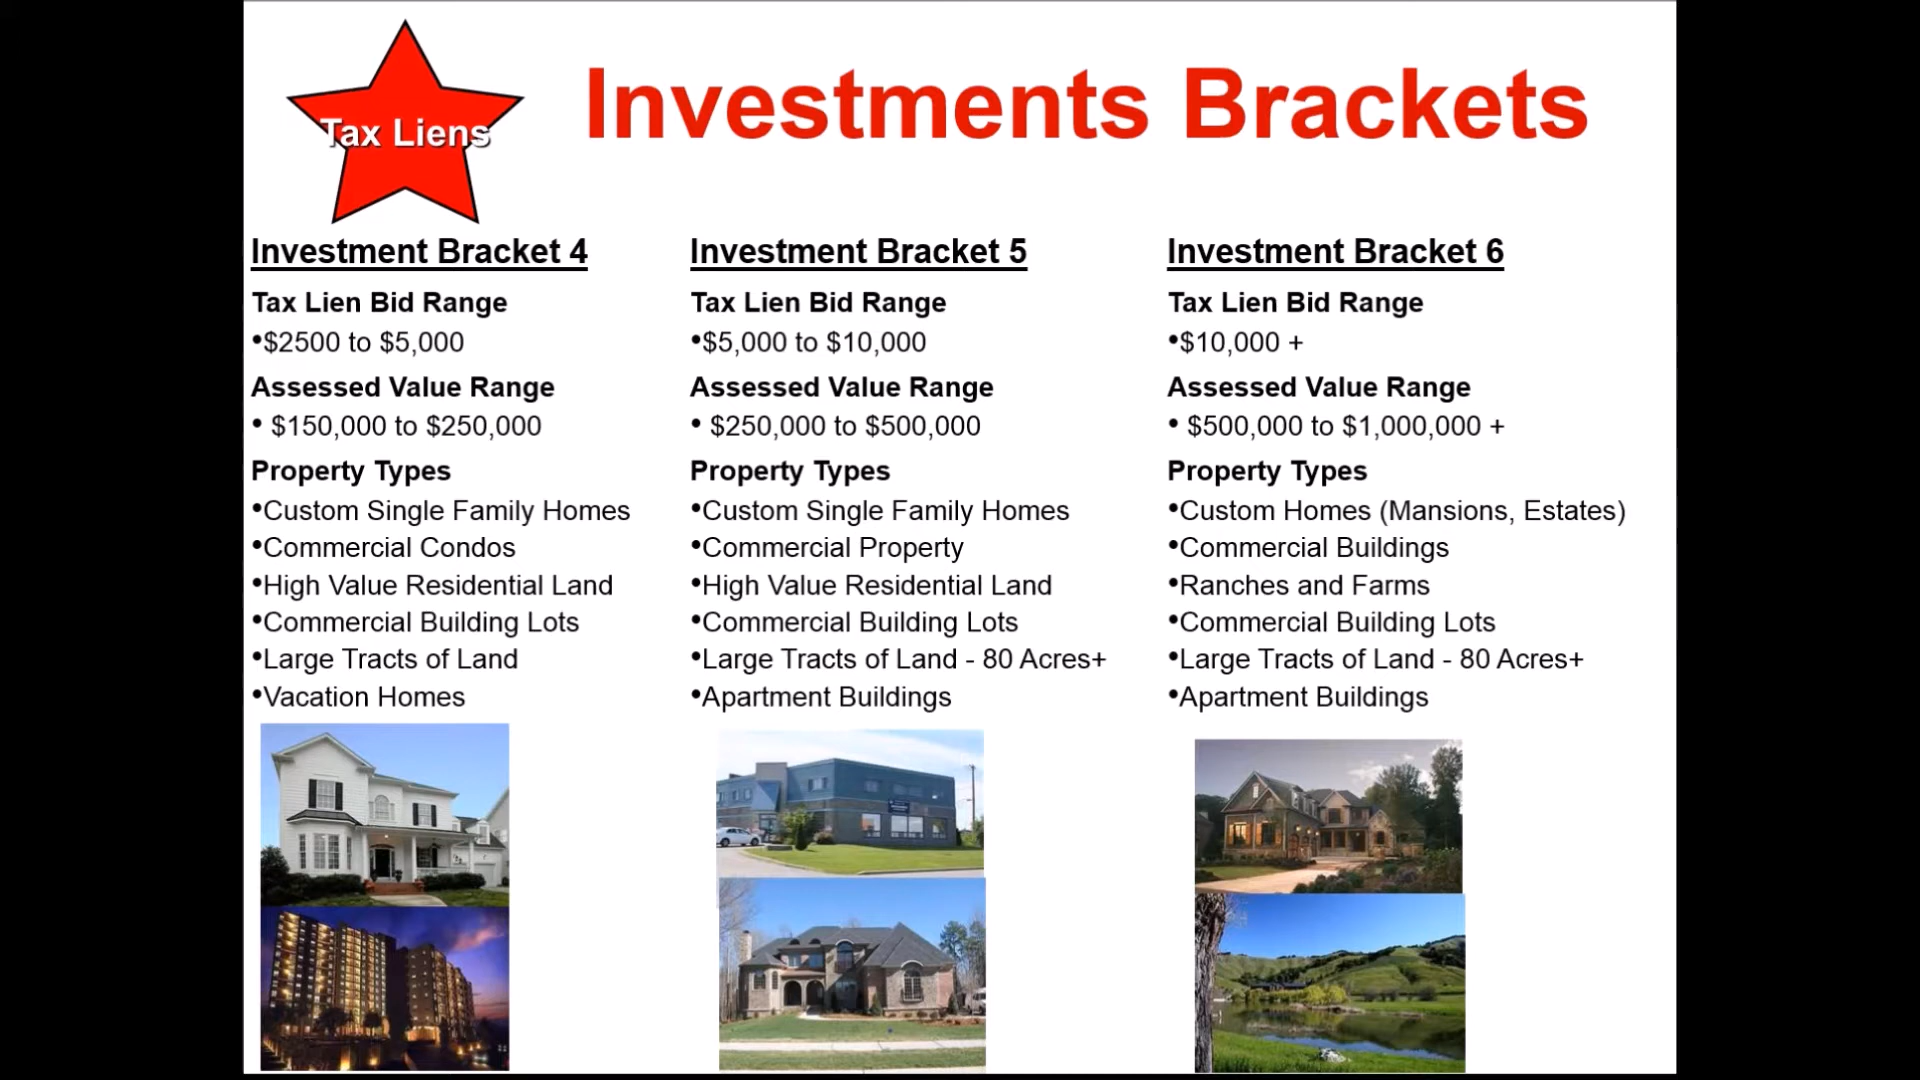 Tax Liens
Investments Brackets
Investment Bracket 4
Tax Lien Bid Range
•$2500 to $5,000
Assessed Value Range
• $150,000 to $250,000
Property Types
•Custom Single Family Homes
•Commercial Condos
•High Value Residential Land
•Commercial Building Lots
•Large Tracts of Land
•Vacation Homes
Investment Bracket 5
Tax Lien Bid Range
•$5,000 to $10,000
Assessed Value Range
• $250,000 to $500,000
Property Types
•Custom Single Family Homes
•Commercial Property
•High Value Residential Land
•Commercial Building Lots
•Large Tracts of Land - 80 Acres+
•Apartment Buildings
Investment Bracket 6
Tax Lien Bid Range
•$10,000 +
Assessed Value Range
• $500,000 to $1,000,000 +
Property Types
•Custom Homes (Mansions, Estates)
•Commercial Buildings
•Ranches and Farms
•Commercial Building Lots
•Large Tracts of Land - 80 Acres+
•Apartment Buildings